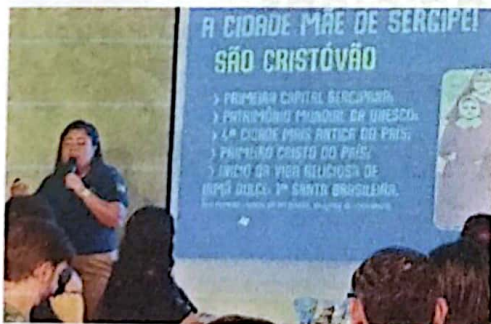 A CIDADE MÃE DE SERGIPE!
SÃO CRISTÓVÃO
> PRIMEIRA CAPITAL SERGIPANA;
> PATRIMÔNIO MUNDIAL DA UNESCO;
> 4ª CIDADE MAIS ANTIGA DO PAÍS;
> PRIMEIRO CRISTO DO PAÍS;
> INÍCIO DA VIDA RELIGIOSA DE
IRMÃ DULCE: 1ª SANTA BRASILEIRA.